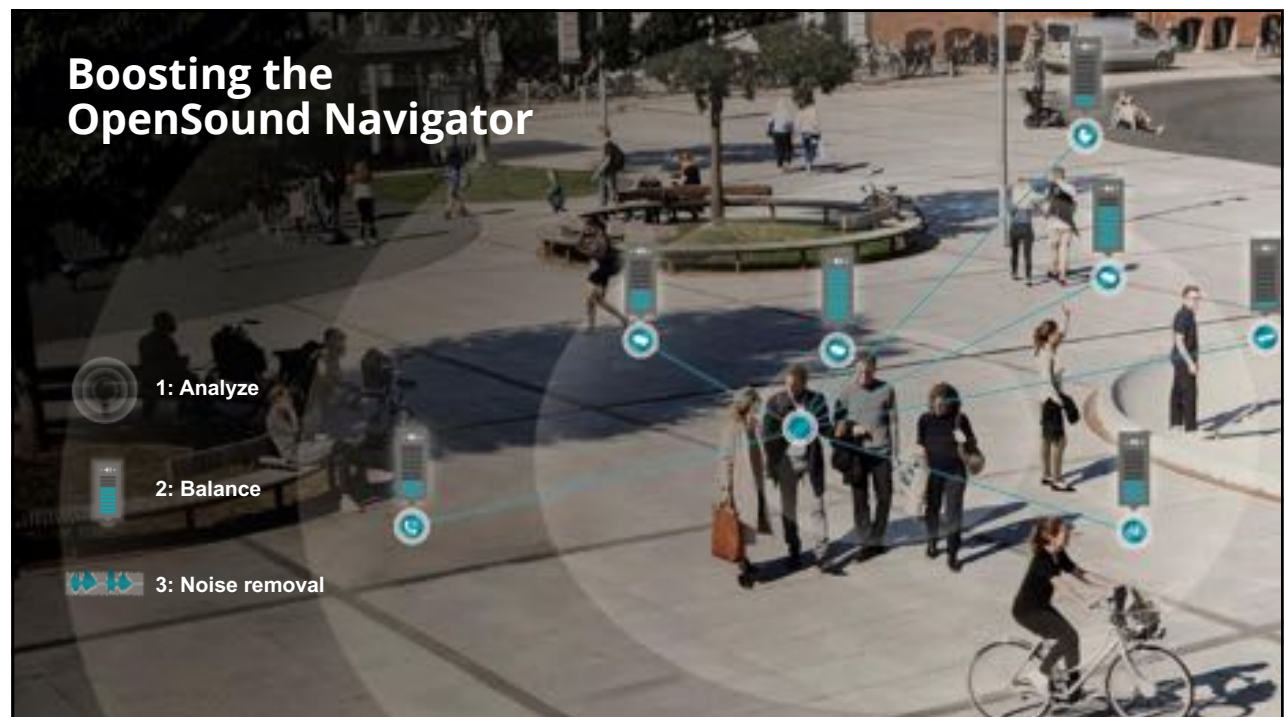 Boosting the
OpenSound Navigator
1: Analyze
2: Balance
3: Noise removal